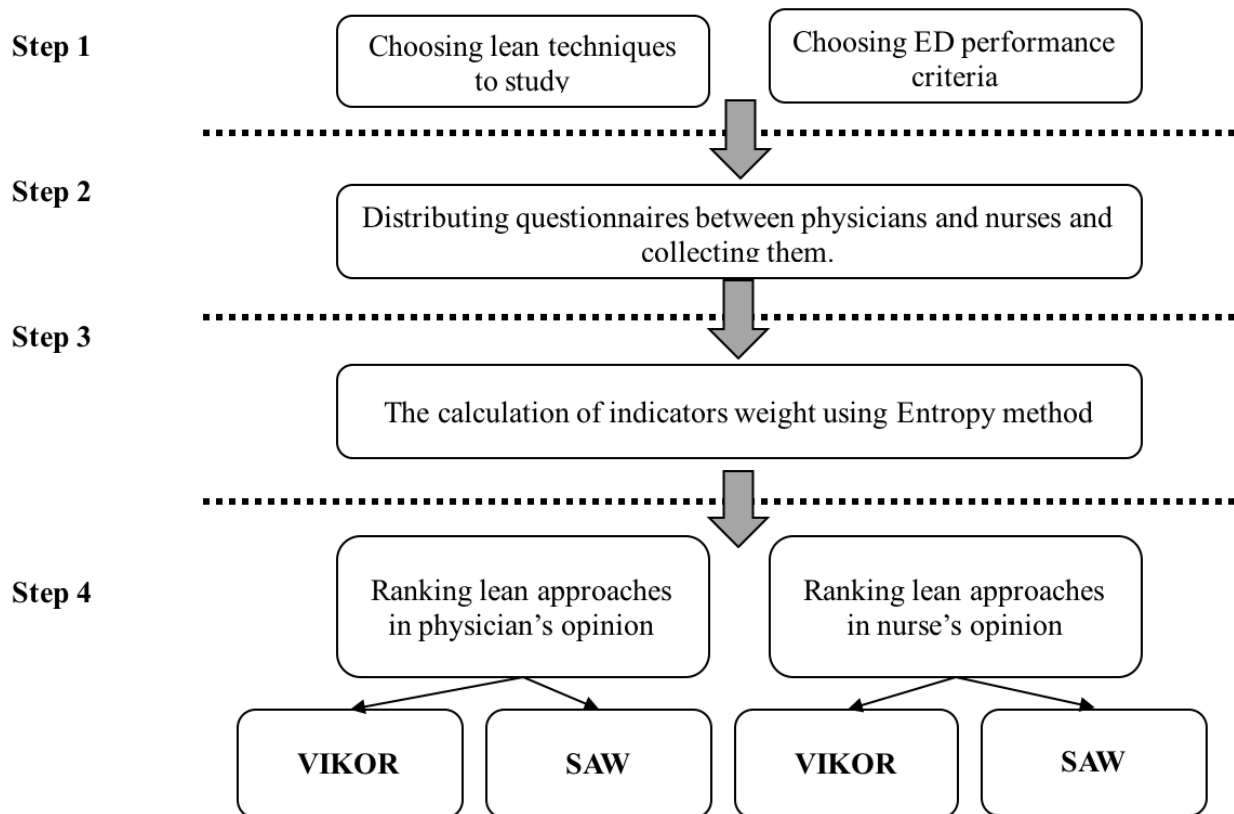 Step 1
Choosing lean techniques
to study
Choosing ED performance
criteria
Step 2
Distributing questionnaires between physicians and nurses and
collecting them.
Step 3
The calculation of indicators weight using Entropy method
Step 4
Ranking lean approaches
in physician’s opinion
Ranking lean approaches
in nurse’s opinion
VIKOR
SAW
VIKOR
SAW